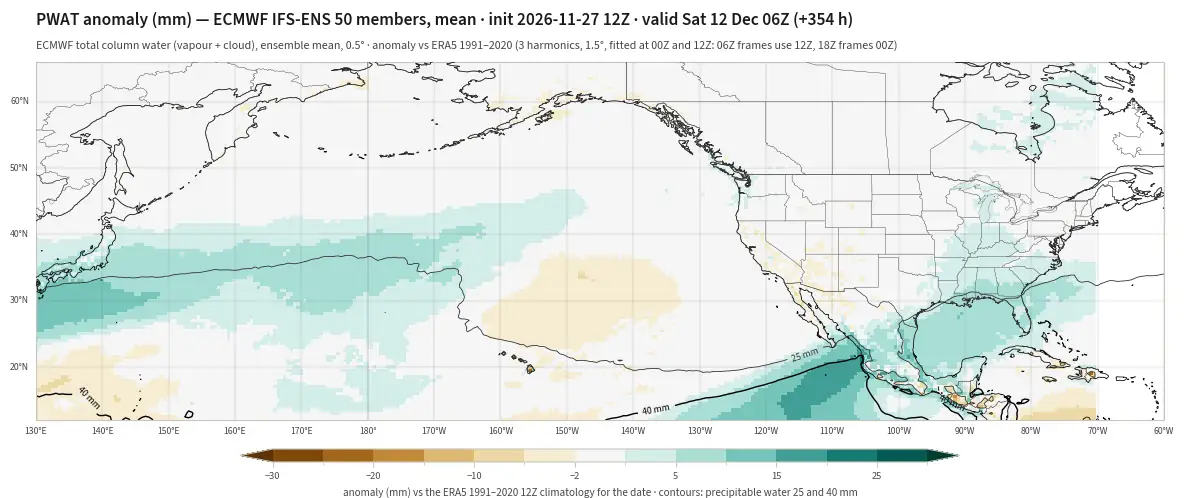 PWAT anomaly (mm) — ECMWF IFS-ENS 50 members, mean · init 2026-11-27 12Z · valid Sat 12 Dec 06Z (+354 h)
ECMWF total column water (vapour + cloud), ensemble mean, 0.5° · anomaly vs ERA5 1991–2020 (3 harmonics, 1.5°, fitted at 00Z and 12Z: 06Z frames use 12Z, 18Z frames 00Z)
60°N
50°N
40°N
30°N
25 mm
20°N
40 mm
40 mm
130°E 140°E 150°E 160°E 170°E 180° 170°W 160°W 150°W 140°W 130°W 120°W 110°W 100°W 90°W 80°W 70°W 60°W
−30 −20 −10 −2 5 15 25
anomaly (mm) vs the ERA5 1991–2020 12Z climatology for the date · contours: precipitable water 25 and 40 mm